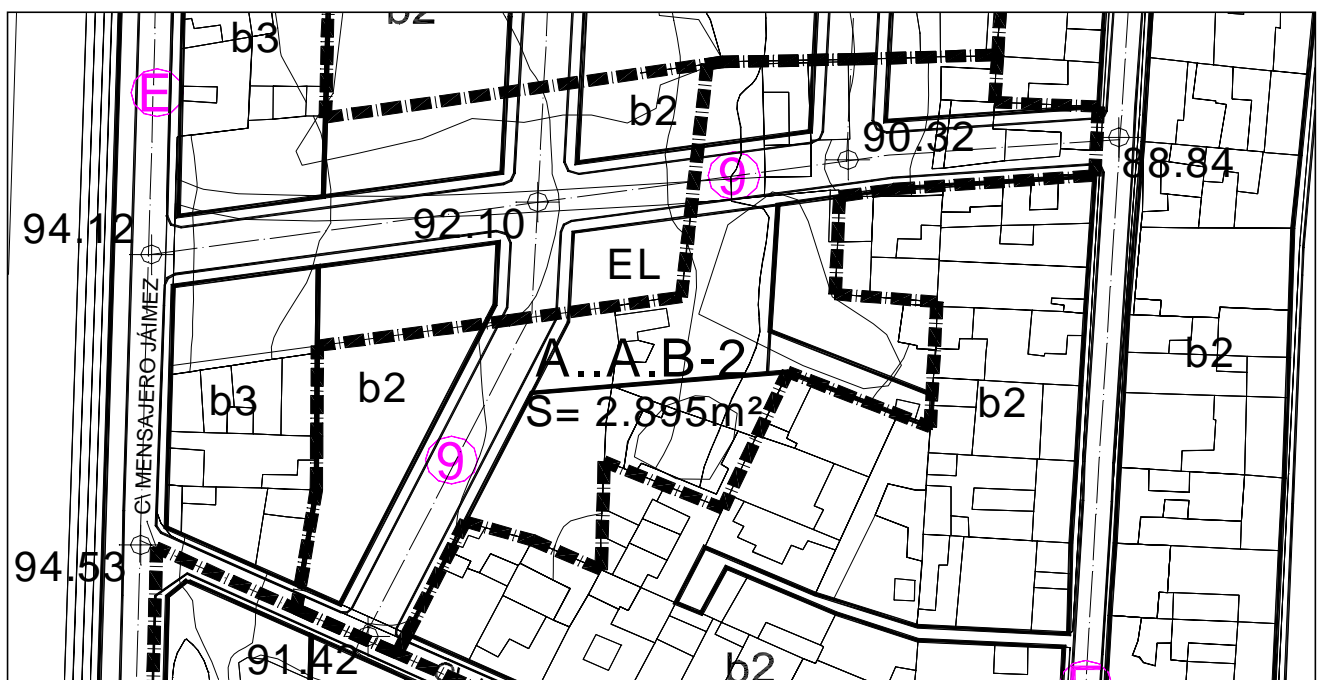 b2
b3
E
b2
90.32
9
88.84
94.12
92.10
EL
C\ MENSAJERO JÁIMEZ
A..A.B-2
b2
b3
b2
b2
S= 2.895m²
9
94.53
91.42
b2